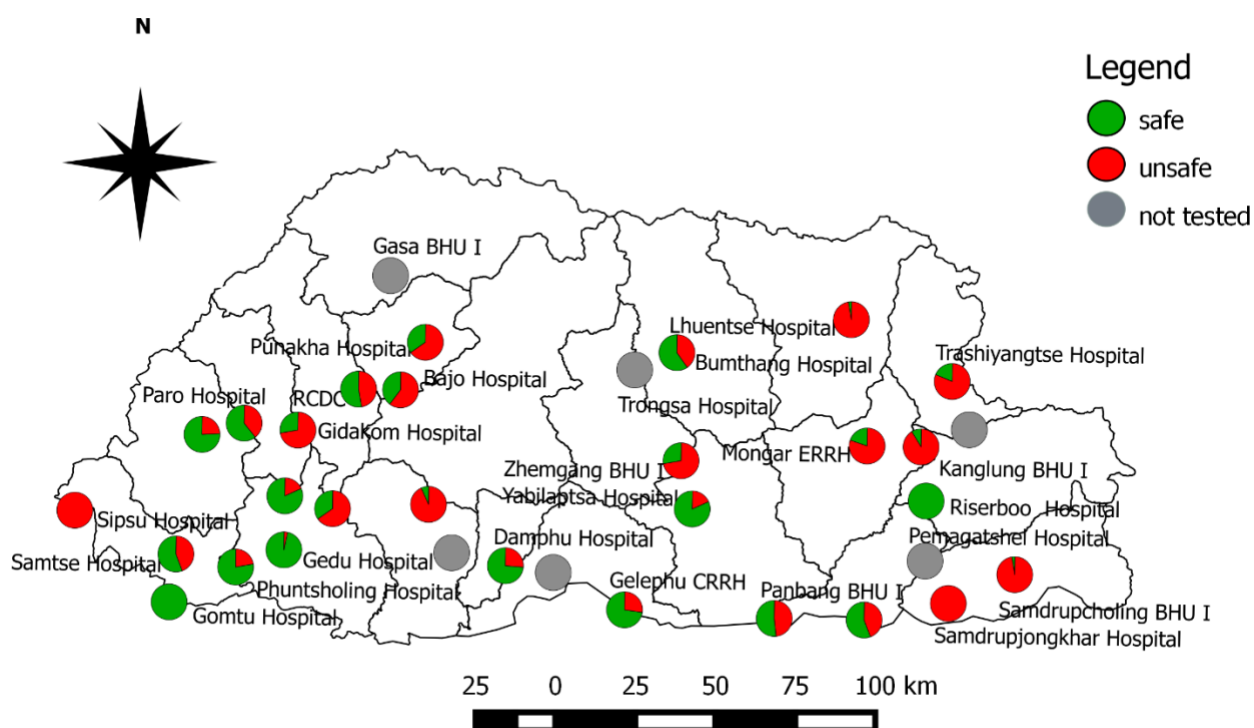 N
Legend
safe
unsafe
not tested
Gasa BHU I
Punakha Hospital
Lhuentse Hospital
Bumthang Hospital
Trashiyangtse Hospital
Bajo Hospital
Paro Hospital
RCDC
Trongsa Hospital
Gidakom Hospital
Mongar ERRH
Zhemgang BHU I
Kanglung BHU I
Yabilaptsa Hospital
Riserboo Hospital
Sipsu Hospital
Damphu Hospital
Pemagatshel Hospital
Samtse Hospital
Gedu Hospital
Gelephu CRRH
Panbang BHU I
Phuntsholing Hospital
Samdrupcholing BHU I
Gomtu Hospital
Samdrupjongkhar Hospital
25 0 25 50 75 100 km